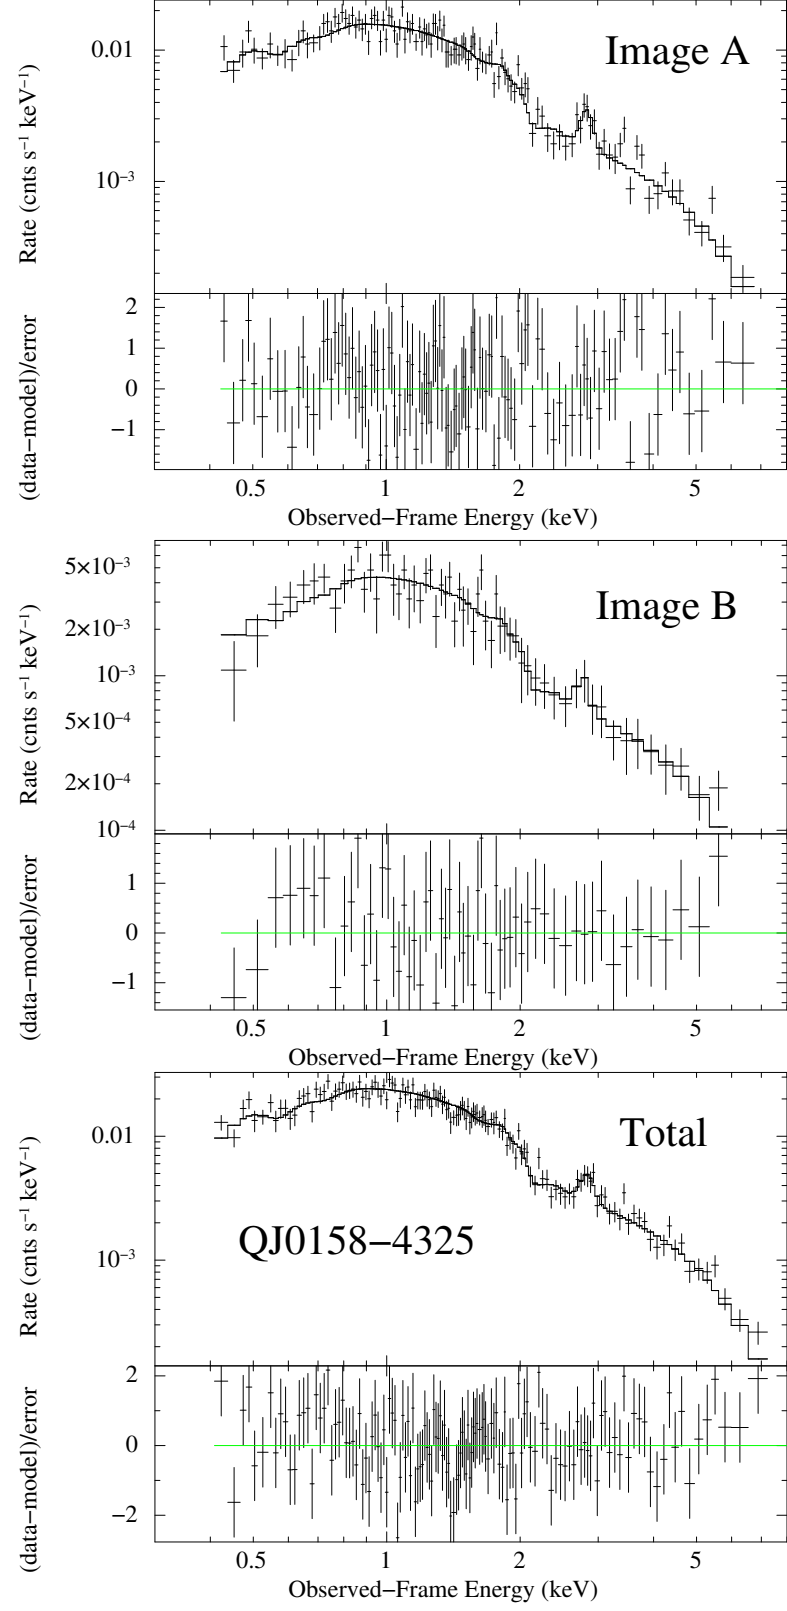 Image A
Rate (cnts s⁻¹ keV⁻¹)
0.01
10⁻³
(data−model)/error
2
1
0
−1
0.5 1 2 5
Observed−Frame Energy (keV)
Image B
Rate (cnts s⁻¹ keV⁻¹)
5×10⁻³
2×10⁻³
10⁻³
5×10⁻⁴
2×10⁻⁴
10⁻⁴
(data−model)/error
1
0
−1
0.5 1 2 5
Observed−Frame Energy (keV)
Total
QJ0158−4325
Rate (cnts s⁻¹ keV⁻¹)
0.01
10⁻³
(data−model)/error
2
0
−2
0.5 1 2 5
Observed−Frame Energy (keV)